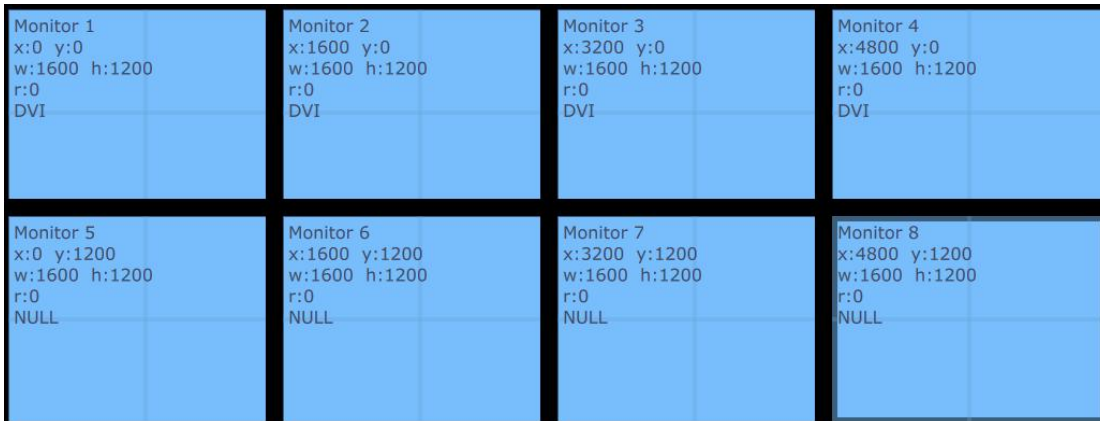 Monitor 1
x:0 y:0
w:1600 h:1200
r:0
DVI
Monitor 2
x:1600 y:0
w:1600 h:1200
r:0
DVI
Monitor 3
x:3200 y:0
w:1600 h:1200
r:0
DVI
Monitor 4
x:4800 y:0
w:1600 h:1200
r:0
DVI
Monitor 5
x:0 y:1200
w:1600 h:1200
r:0
NULL
Monitor 6
x:1600 y:1200
w:1600 h:1200
r:0
NULL
Monitor 7
x:3200 y:1200
w:1600 h:1200
r:0
NULL
Monitor 8
x:4800 y:1200
w:1600 h:1200
r:0
NULL